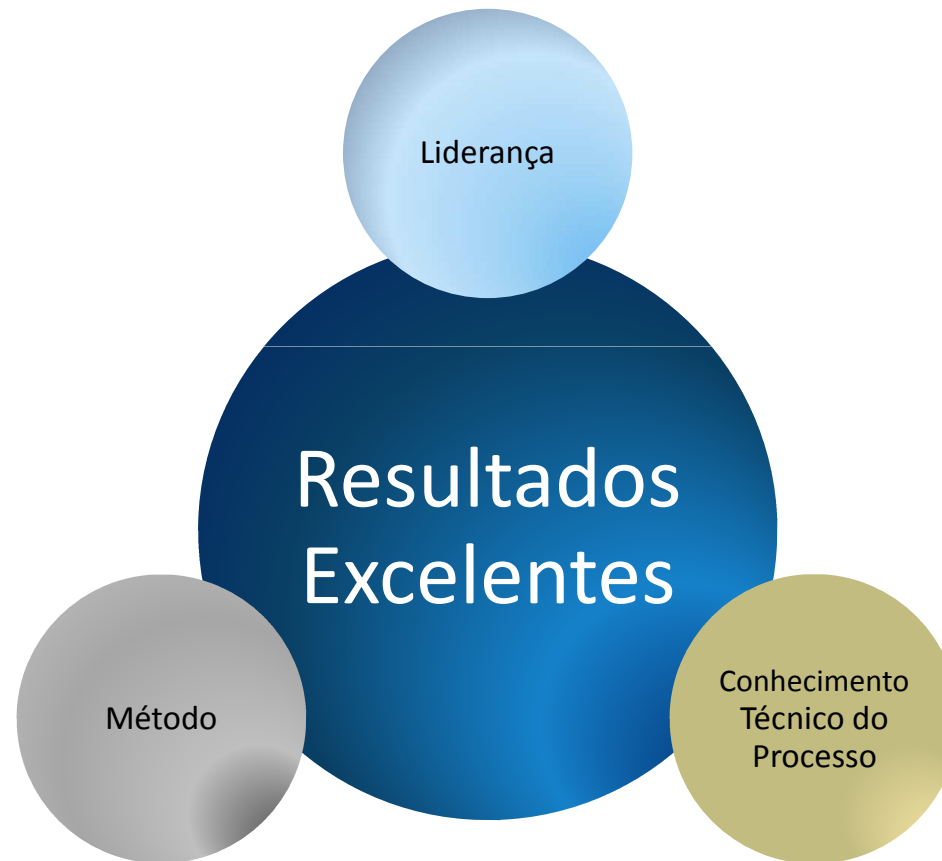 Liderança
Resultados
Excelentes
Método
Conhecimento
Técnico do
Processo